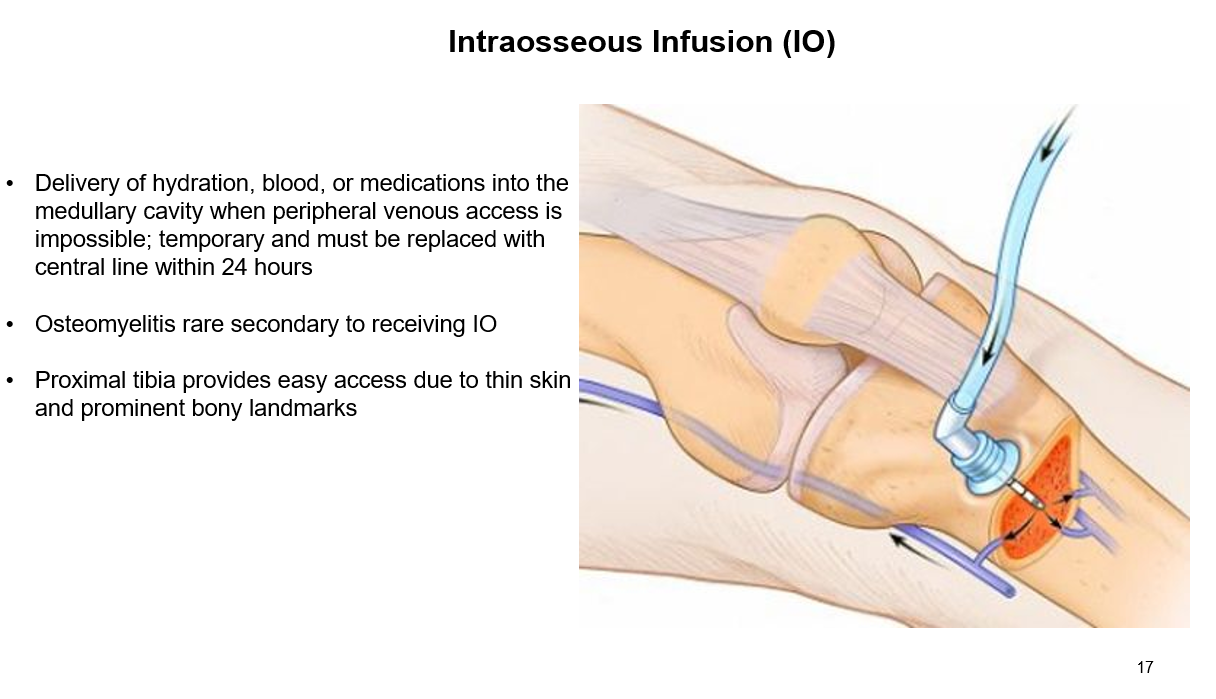 Intraosseous Infusion (IO)
• Delivery of hydration, blood, or medications into the
medullary cavity when peripheral venous access is
impossible; temporary and must be replaced with
central line within 24 hours
• Osteomyelitis rare secondary to receiving IO
• Proximal tibia provides easy access due to thin skin
and prominent bony landmarks
17